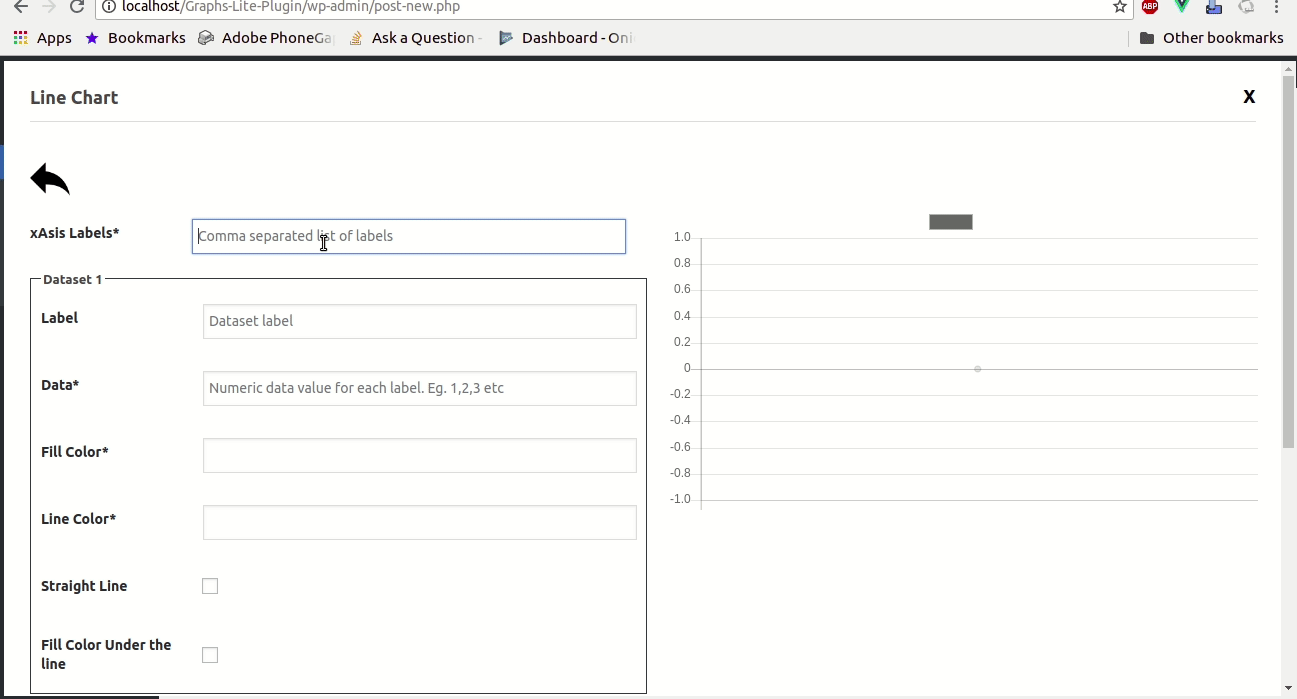 localhost/Graphs-Lite-Plugin/wp-admin/post-new.php
ABP
Apps Bookmarks Adobe PhoneGa Ask a Question - Dashboard - Oni Other bookmarks
Line Chart X
xAsis Labels* Comma separated list of labels
Dataset 1
Label Dataset label
Data* Numeric data value for each label. Eg. 1,2,3 etc
Fill Color*
Line Color*
Straight Line
Fill Color Under the
line
1.0
0.8
0.6
0.4
0.2
0
-0.2
-0.4
-0.6
-0.8
-1.0